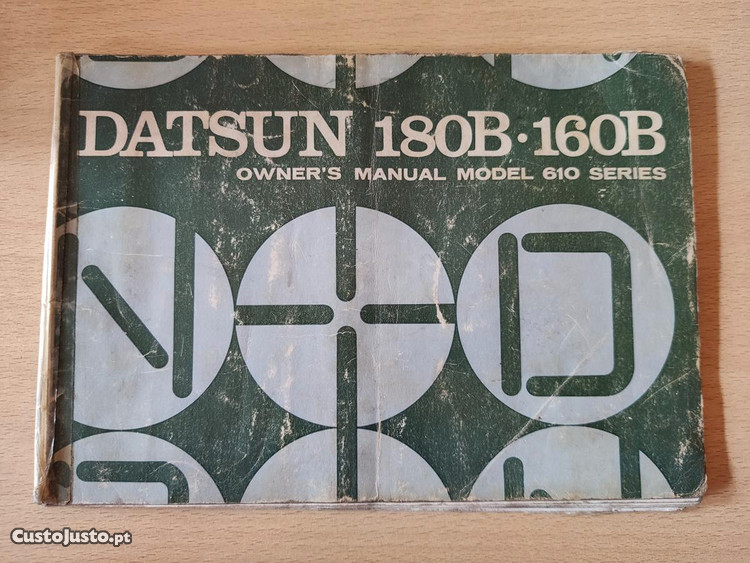 DATSUN 180B·160B
OWNER'S MANUAL MODEL 610 SERIES
CustoJusto.pt